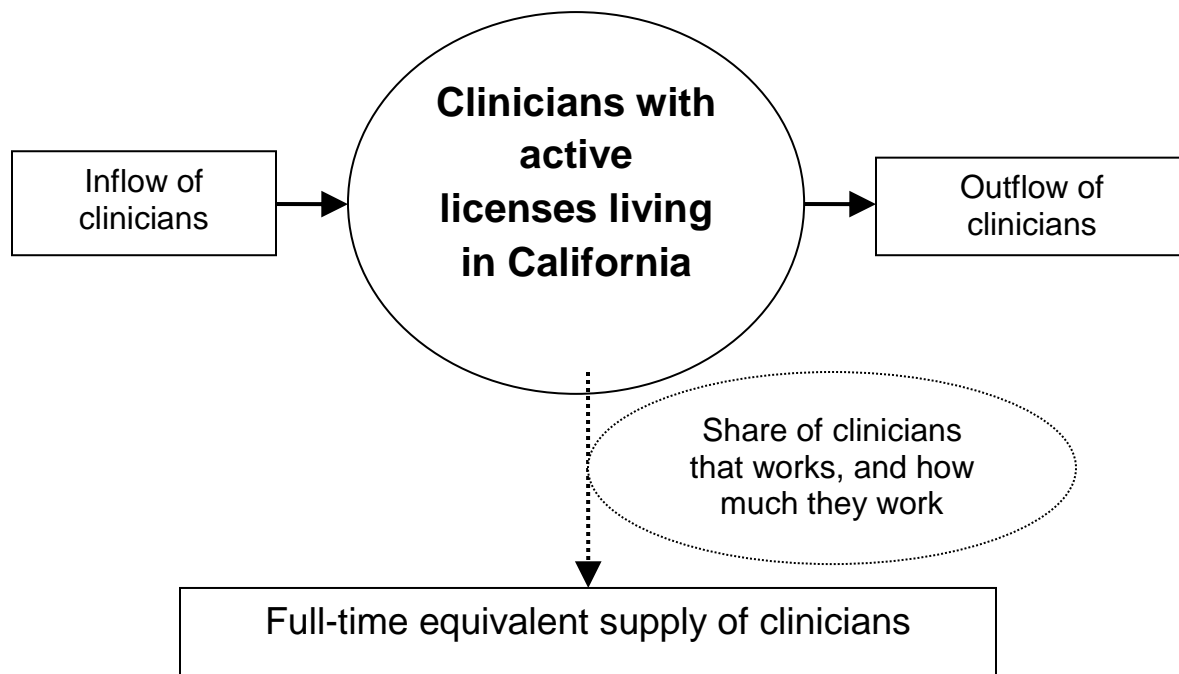 Clinicians with
active
licenses living
in California
Inflow of
clinicians
Outflow of
clinicians
Share of clinicians
that works, and how
much they work
Full-time equivalent supply of clinicians